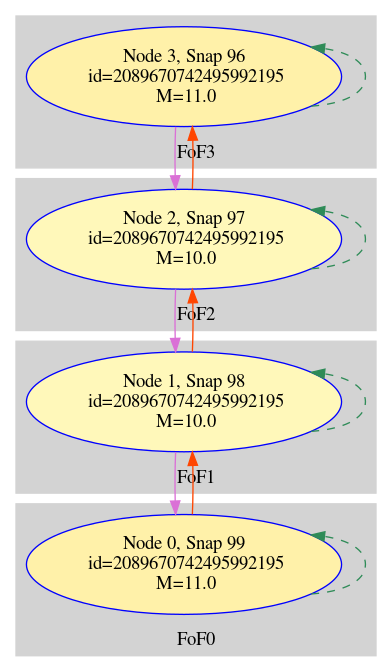 Node 3, Snap 96
id=2089670742495992195
M=11.0
FoF3
Node 2, Snap 97
id=2089670742495992195
M=10.0
FoF2
Node 1, Snap 98
id=2089670742495992195
M=10.0
FoF1
Node 0, Snap 99
id=2089670742495992195
M=11.0
FoF0